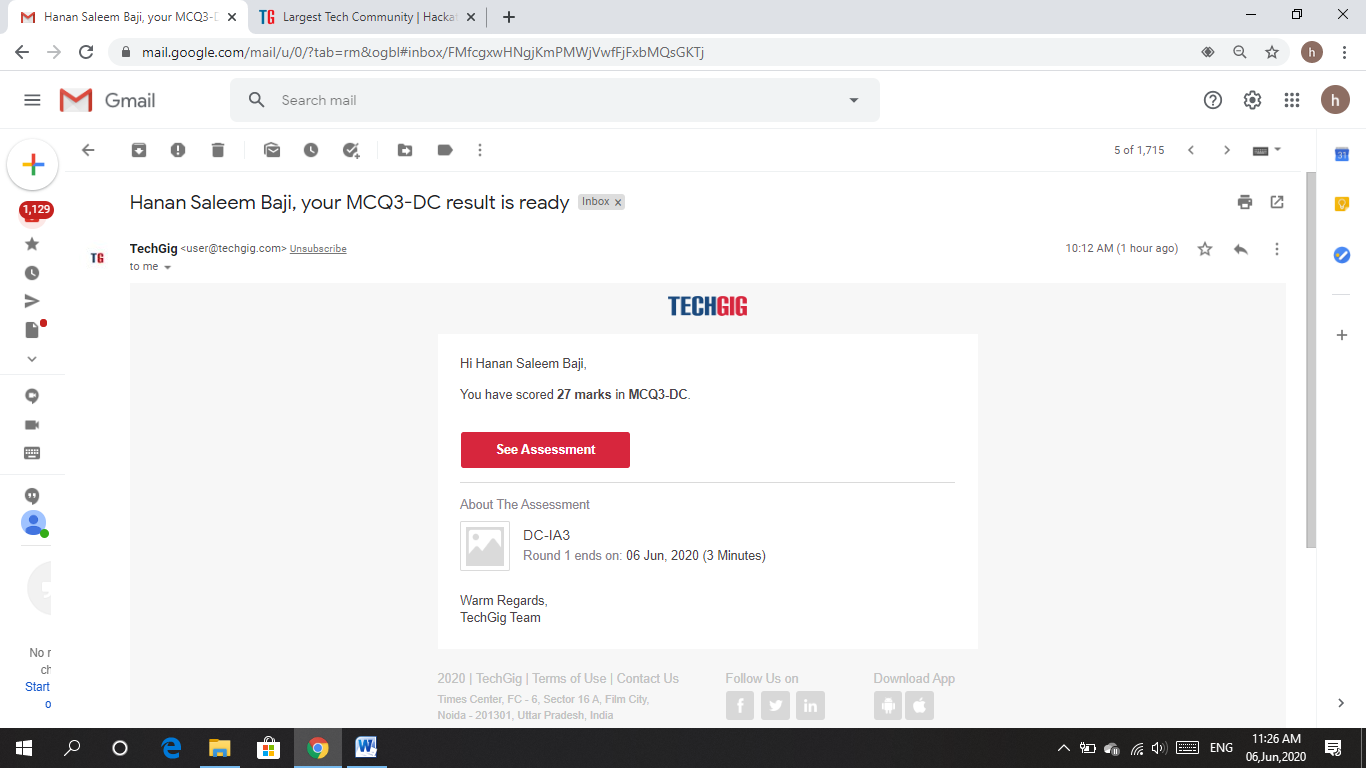 Hanan Saleem Baji, your MCQ3-D
TG Largest Tech Community | Hacka
mail.google.com/mail/u/0/?tab=rm&ogbl#inbox/FMfcgxwHNgjKmPMWjVwfFjFxbMQsGKTj
h
Gmail
Search mail
h
5 of 1,715
31
1,129
Hanan Saleem Baji, your MCQ3-DC result is ready Inbox x
TG
TechGig <user@techgig.com> Unsubscribe
10:12 AM (1 hour ago)
to me
TECHGIG
Hi Hanan Saleem Baji,
You have scored 27 marks in MCQ3-DC.
See Assessment
About The Assessment
DC-IA3
Round 1 ends on: 06 Jun, 2020 (3 Minutes)
Warm Regards,
TechGig Team
No r
ch
Start
o
2020 | TechGig | Terms of Use | Contact Us
Times Center, FC - 6, Sector 16 A, Film City,
Noida - 201301, Uttar Pradesh, India
Follow Us on
f
in
Download App
W
ENG
11:26 AM
06,Jun,2020